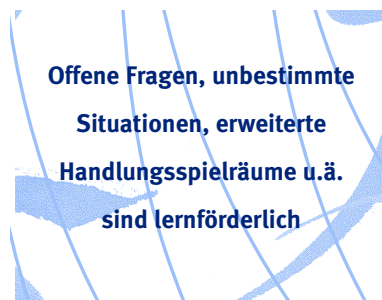 Offene Fragen, unbestimmte
Situationen, erweiterte
Handlungsspielräume u.ä.
sind lernförderlich